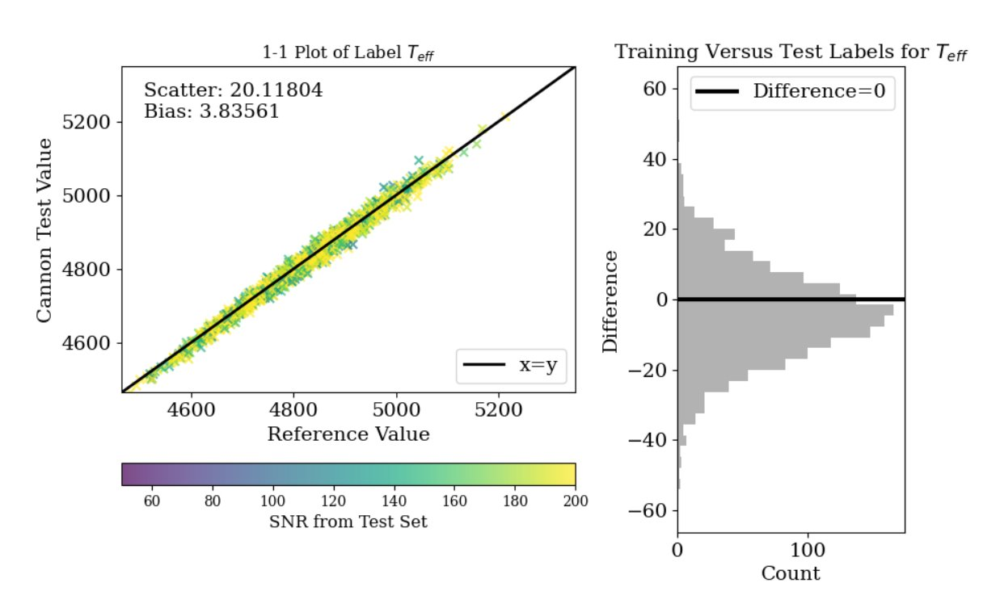 1-1 Plot of Label T_eff
Scatter: 20.11804
Bias: 3.83561
5200
5000
4800
4600
Cannon Test Value
x=y
4600 4800 5000 5200
Reference Value
60 80 100 120 140 160 180 200
SNR from Test Set
Training Versus Test Labels for T_eff
Difference=0
60
40
20
0
−20
−40
−60
Difference
0 100
Count